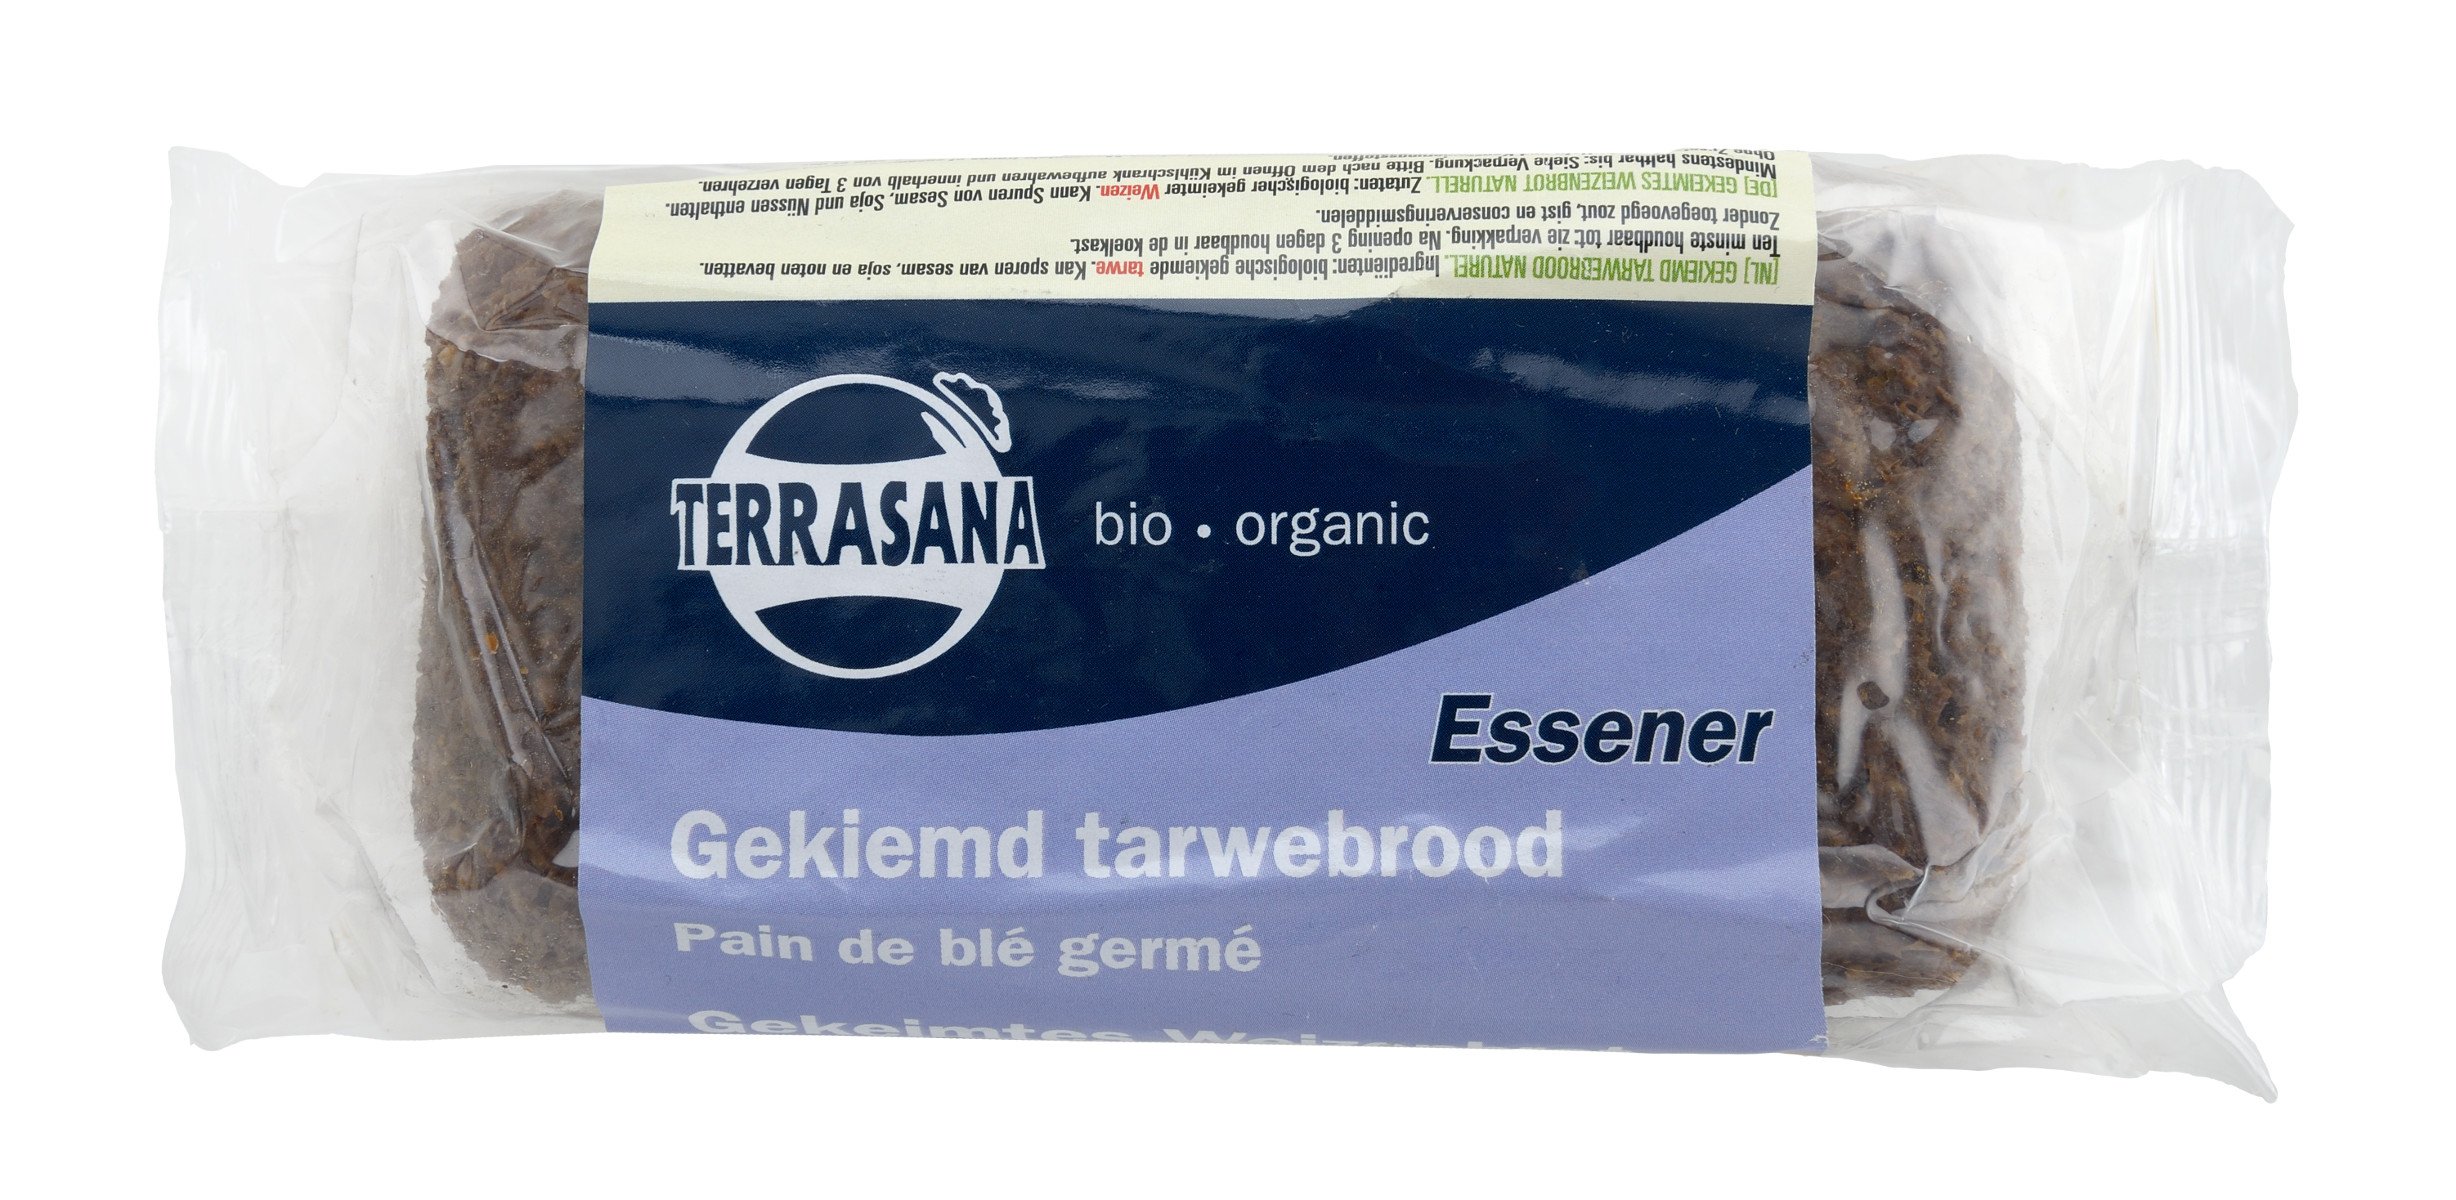 [NL] GEKIEMD TARWEBROOD NATUREL. Ingrediënten: biologische gekiemde tarwe. Kan sporen van sesam, soja en noten bevatten.
Ten minste houdbaar tot: zie verpakking. Na opening 3 dagen houdbaar in de koelkast.
Zonder toegevoegd zout, gist en conserveringsmiddelen.
[DE] GEKEIMTES WEIZENBROT NATURELL. Zutaten: biologischer gekeimter Weizen. Kann Spuren von Sesam, Soja und Nüssen enthalten.
Mindestens haltbar bis: Siehe Verpackung. Bitte nach dem Öffnen im Kühlschrank aufbewahren und innerhalb von 3 Tagen verzehren.
Ohne
TERRASANA
bio • organic
Essener
Gekiemd tarwebrood
Pain de blé germé
Gekeimtes